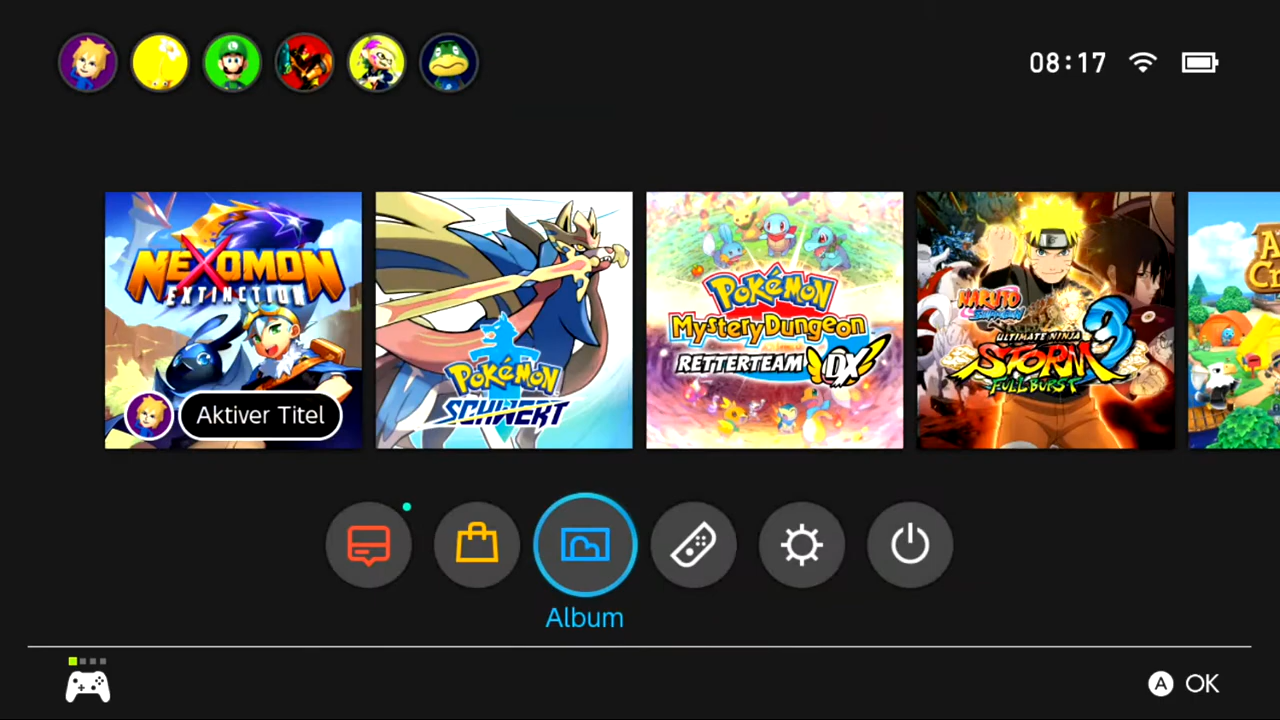 08:17
NEXOMON
EXTINCTION
Aktiver Titel
POKÉMON
SCHWERT
POKÉMON
MYSTERY DUNGEON
RETTERTEAM DX
NARUTO
SHIPPUDEN
ULTIMATE NINJA
STORM 3
FULL BURST
Album
A OK